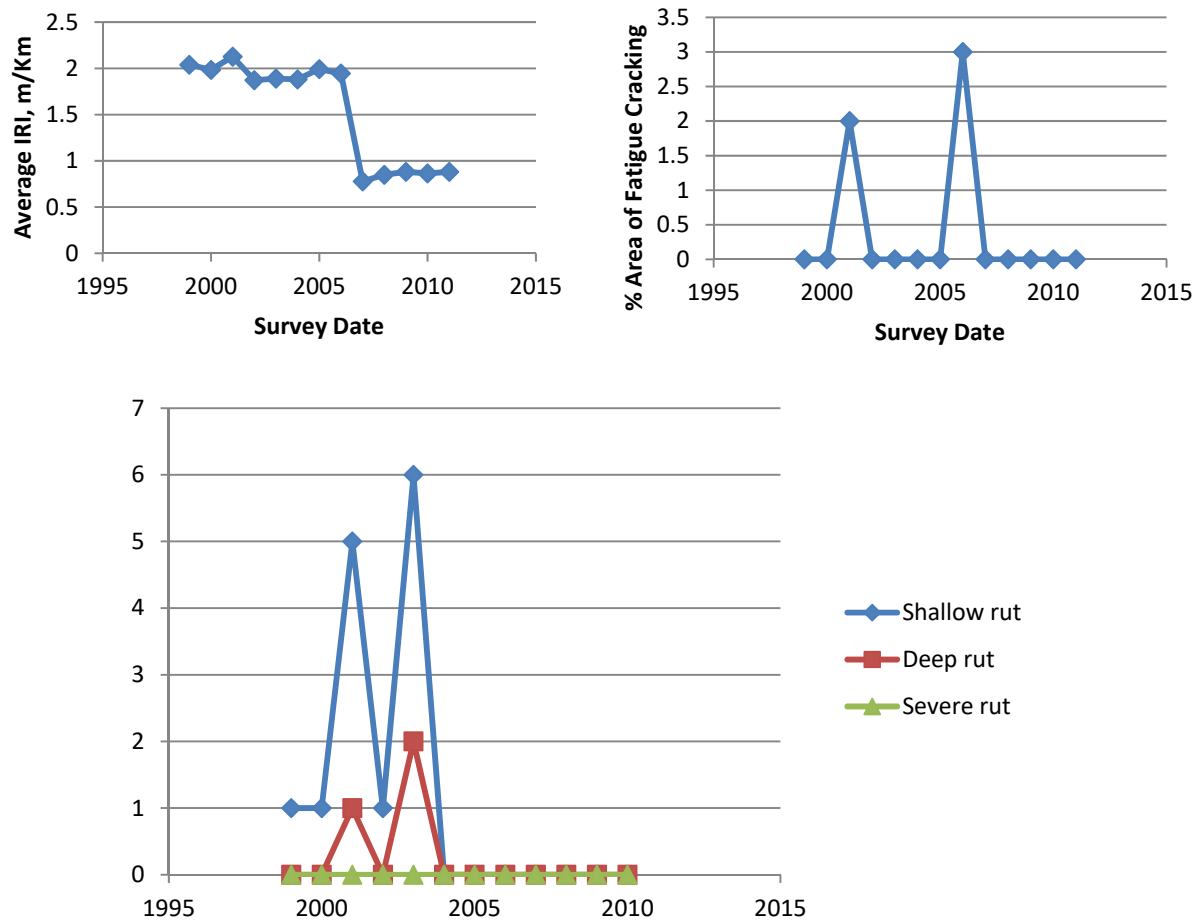 2.5
2
1.5
1
0.5
0
1995 2000 2005 2010 2015
Average IRI, m/Km
Survey Date
3.5
3
2.5
2
1.5
1
0.5
0
1995 2000 2005 2010 2015
% Area of Fatigue Cracking
Survey Date
7
6
5
4
3
2
1
0
1995 2000 2005 2010 2015
Shallow rut
Deep rut
Severe rut